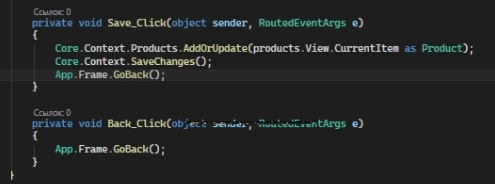 Ссылок: 0
private void Save_Click(object sender, RoutedEventArgs e)
{
Core.Context.Products.AddOrUpdate(products.View.CurrentItem as Product);
Core.Context.SaveChanges();
App.Frame.GoBack();
}
Ссылок: 0
private void Back_Click(object sender, RoutedEventArgs e)
{
App.Frame.GoBack();
}
}